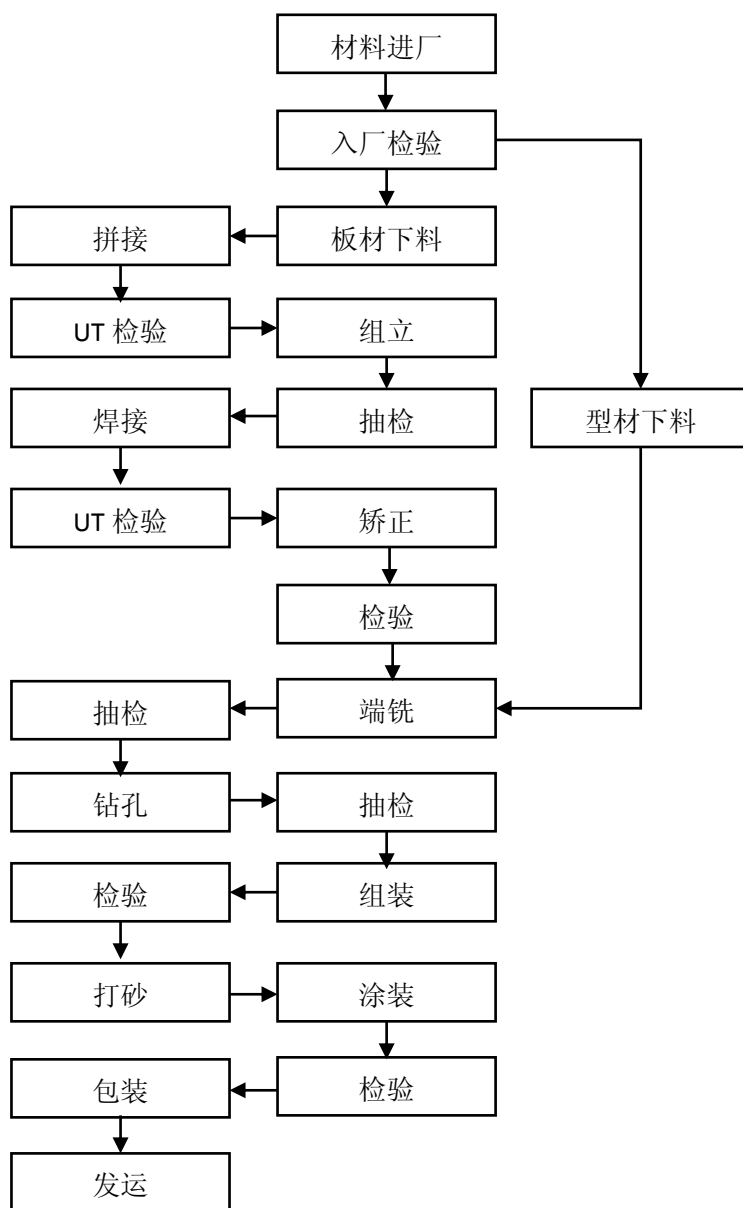 材料进厂
入厂检验
拼接
板材下料
UT 检验
组立
焊接
抽检
型材下料
UT 检验
矫正
检验
抽检
端铣
钻孔
抽检
检验
组装
打砂
涂装
包装
检验
发运